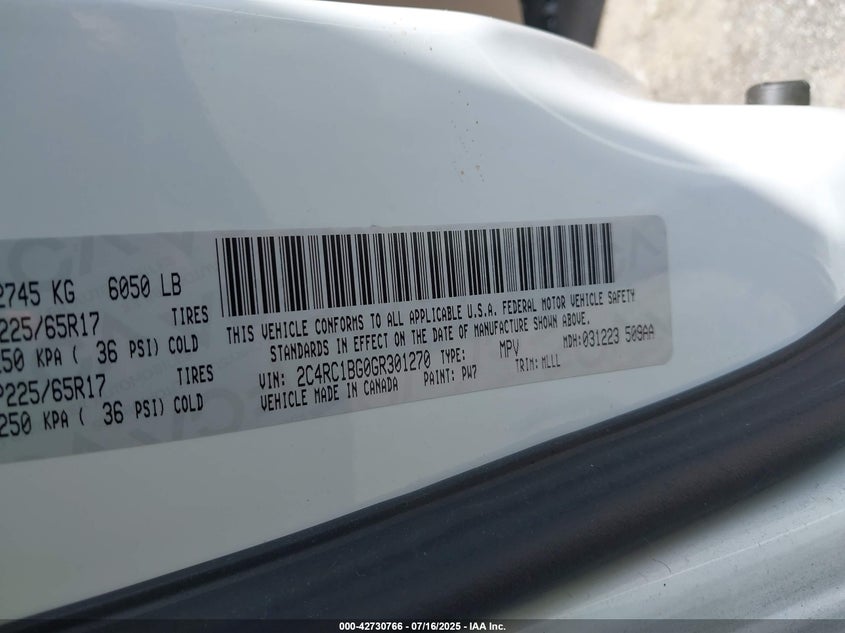 2745 KG 6050 LB
P225/65R17 TIRES
250 KPA ( 36 PSI) COLD
P225/65R17 TIRES
250 KPA ( 36 PSI) COLD
THIS VEHICLE CONFORMS TO ALL APPLICABLE U.S.A. FEDERAL MOTOR VEHICLE SAFETY
STANDARDS IN EFFECT ON THE DATE OF MANUFACTURE SHOWN ABOVE.
VIN: 2C4RC1BG0GR301270 TYPE: MPV MDH:031223 509AA
VEHICLE MADE IN CANADA PAINT: PW7 TRIM: MLLL
000-42730766 - 07/16/2025 - IAA Inc.